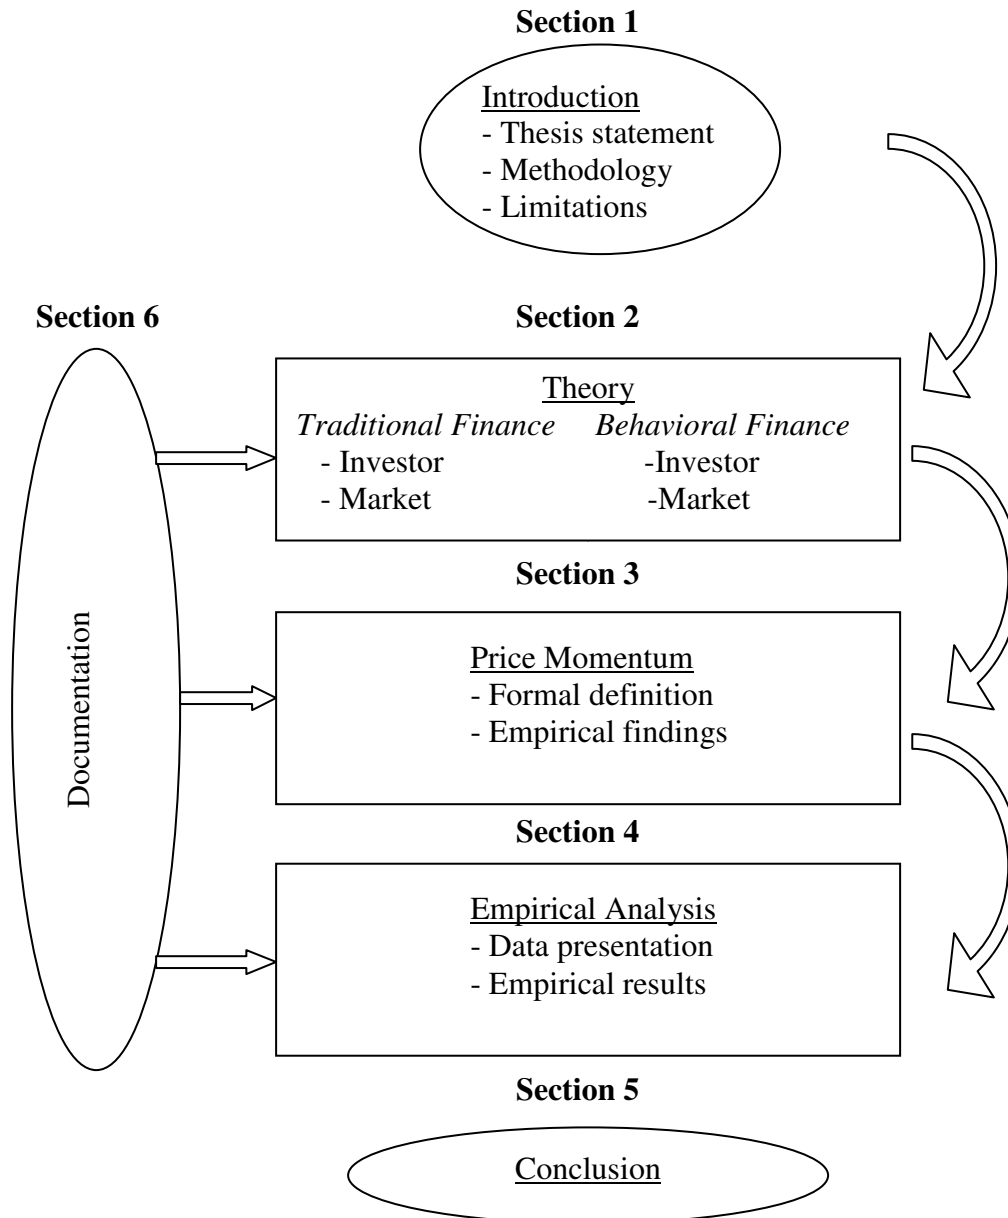 Section 1
Introduction
- Thesis statement
- Methodology
- Limitations
Section 6
Section 2
Theory
Traditional Finance Behavioral Finance
- Investor -Investor
- Market -Market
Section 3
Documentation
Price Momentum
- Formal definition
- Empirical findings
Section 4
Empirical Analysis
- Data presentation
- Empirical results
Section 5
Conclusion